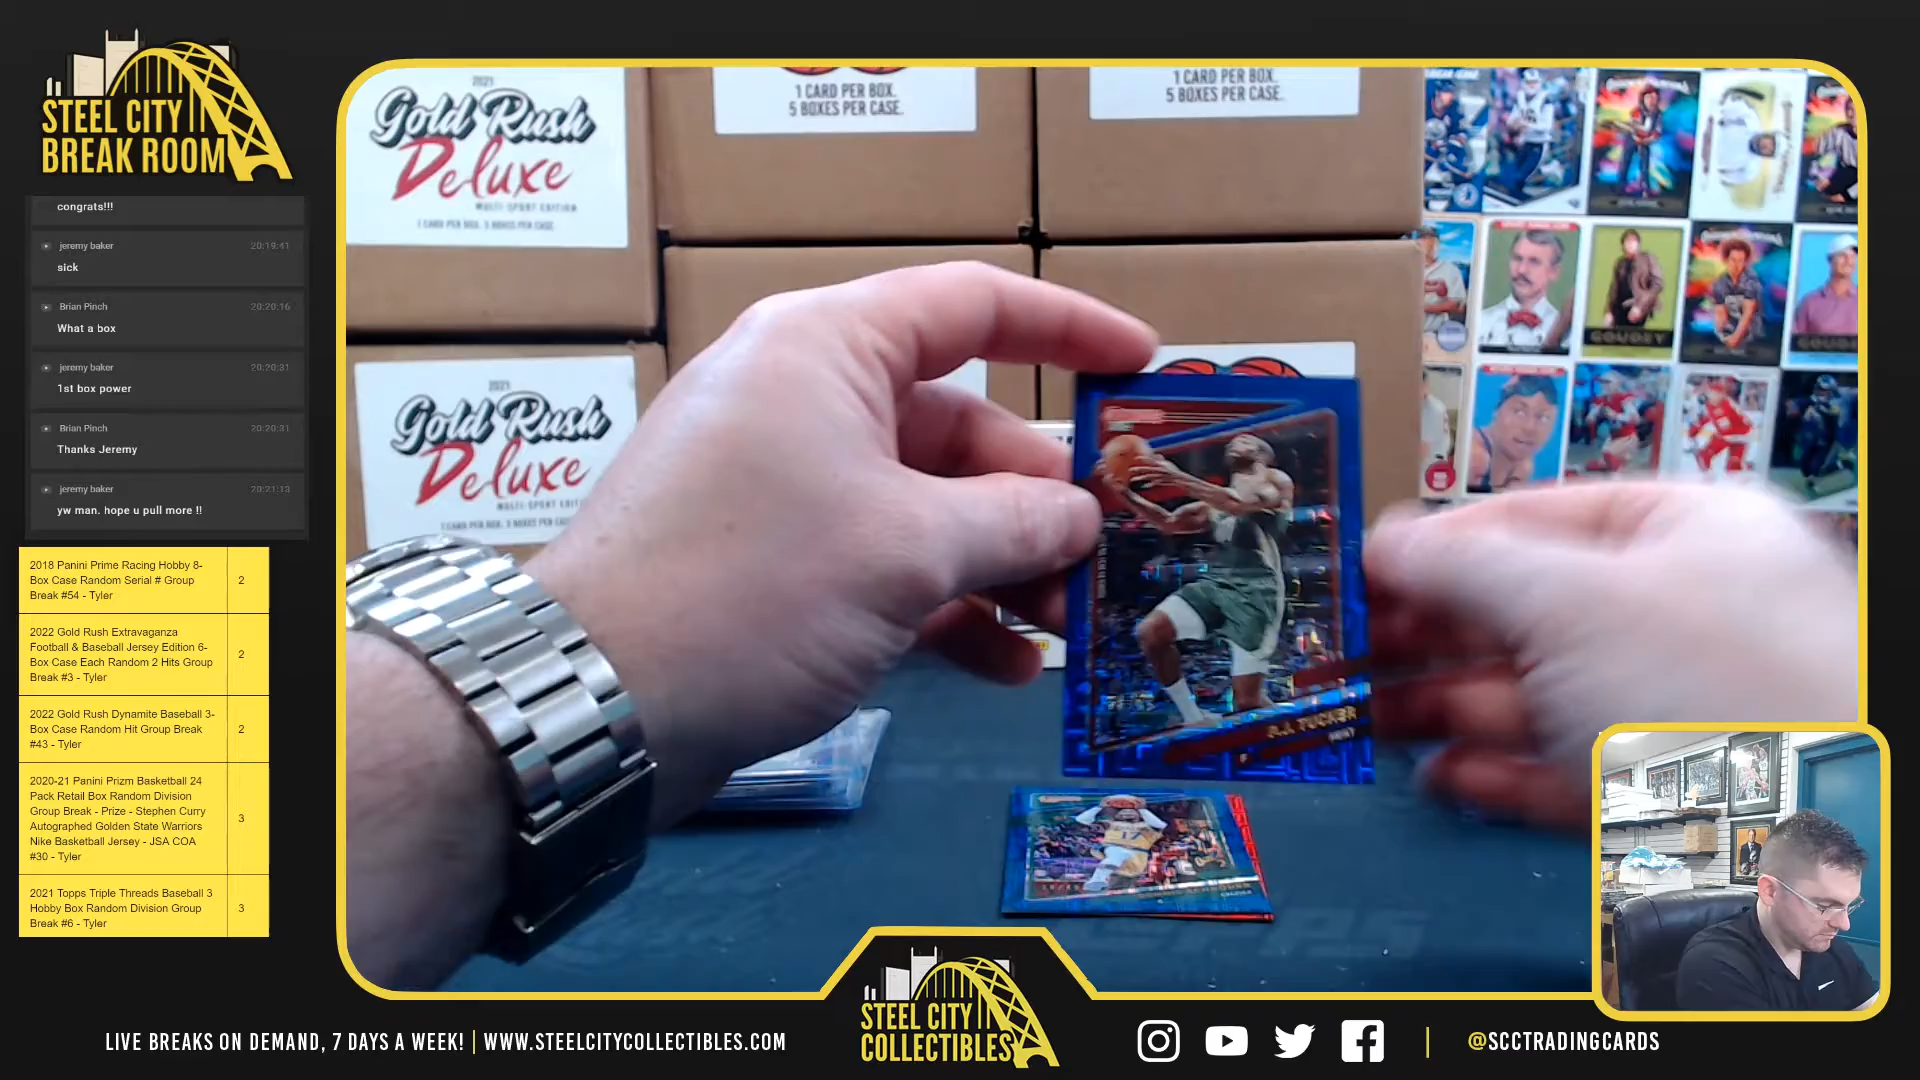 STEEL CITY
BREAK ROOM
congrats!!!
jeremy baker 20:19:41
sick
Brian Pinch 20:20:16
What a box
jeremy baker 20:20:31
1st box power
Brian Pinch 20:20:31
Thanks Jeremy
jeremy baker 20:21:13
yw man. hope u pull more !!
2018 Panini Prime Racing Hobby 8-
Box Case Random Serial # Group
Break #54 - Tyler
2
2022 Gold Rush Extravaganza
Football & Baseball Jersey Edition 6-
Box Case Each Random 2 Hits Group
Break #3 - Tyler
2
2022 Gold Rush Dynamite Baseball 3-
Box Case Random Hit Group Break
#43 - Tyler
2
2020-21 Panini Prizm Basketball 24
Pack Retail Box Random Division
Group Break - Prize - Stephen Curry
Autographed Golden State Warriors
Nike Basketball Jersey - JSA COA
#30 - Tyler
3
2021 Topps Triple Threads Baseball 3
Hobby Box Random Division Group
Break #6 - Tyler
3
2021
Gold Rush
Deluxe
MULTI-SPORT EDITION
1 CARD PER BOX. 5 BOXES PER CASE.
1 CARD PER BOX.
5 BOXES PER CASE.
1 CARD PER BOX.
5 BOXES PER CASE.
2021
Gold Rush
Deluxe
MULTI-SPORT
GOUDEY
P.J. TUCKER
17
STEEL CITY
COLLECTIBLES
LIVE BREAKS ON DEMAND, 7 DAYS A WEEK! | WWW.STEELCITYCOLLECTIBLES.COM
| @SCCTRADINGCARDS